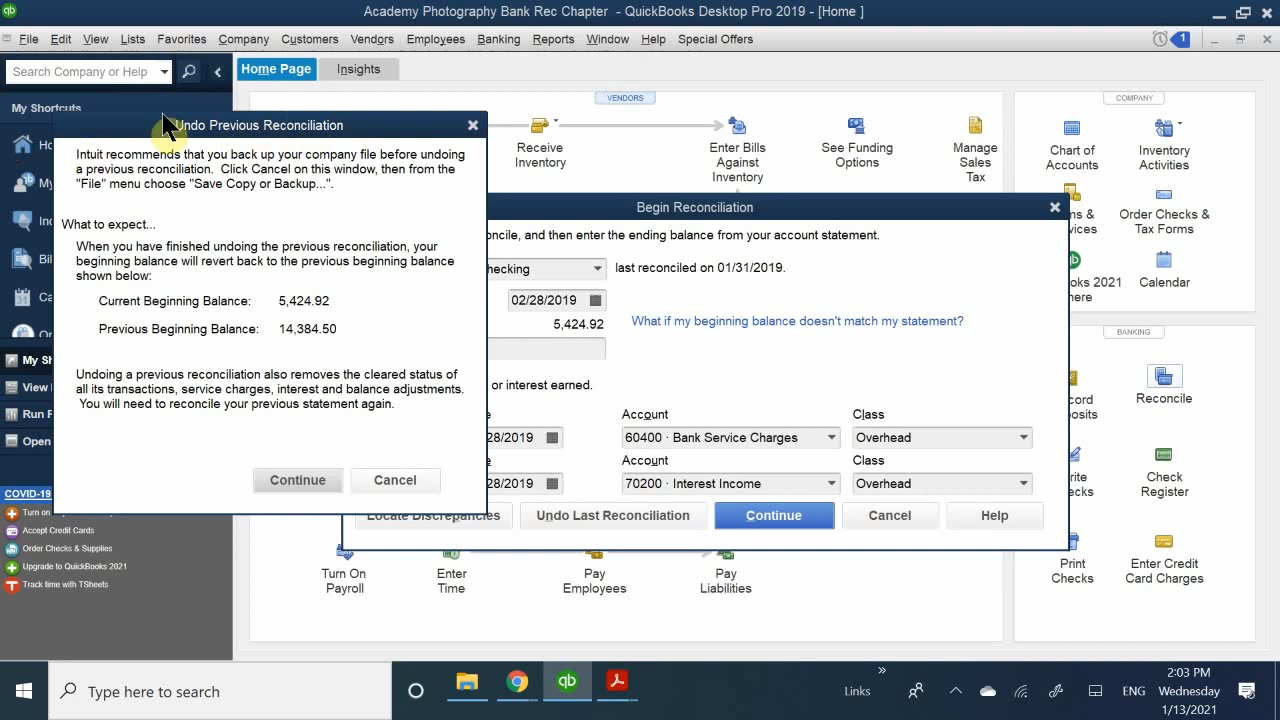 Academy Photography Bank Rec Chapter - QuickBooks Desktop Pro 2019 - [Home ]
File Edit View Lists Favorites Company Customers Vendors Employees Banking Reports Window Help Special Offers
1
Search Company or Help
Home Page
Insights
My Shortcuts
VENDORS
COMPANY
Receive
Inventory
Enter Bills
Against
Inventory
See Funding
Options
Manage
Sales
Tax
Chart of
Accounts
Inventory
Activities
Order Checks &
Tax Forms
Calendar
Undo Previous Reconciliation
Intuit recommends that you back up your company file before undoing
a previous reconciliation. Click Cancel on this window, then from the
"File" menu choose "Save Copy or Backup...".
What to expect...
When you have finished undoing the previous reconciliation, your
beginning balance will revert back to the previous beginning balance
shown below:
Current Beginning Balance: 5,424.92
Previous Beginning Balance: 14,384.50
Undoing a previous reconciliation also removes the cleared status of
all its transactions, service charges, interest and balance adjustments.
You will need to reconcile your previous statement again.
Continue
Cancel
Begin Reconciliation
concile, and then enter the ending balance from your account statement.
hecking
last reconciled on 01/31/2019.
02/28/2019
5,424.92
What if my beginning balance doesn't match my statement?
or interest earned.
Account
Class
28/2019
60400 · Bank Service Charges
Overhead
Account
Class
28/2019
70200 · Interest Income
Overhead
Locate Discrepancies
Undo Last Reconciliation
Continue
Cancel
Help
BANKING
Reconcile
Check
Register
Print
Checks
Enter Credit
Card Charges
Turn On
Payroll
Enter
Time
Pay
Employees
Pay
Liabilities
My Sh
View
Run F
Open
COVID-19
Turn on
Accept Credit Cards
Order Checks & Supplies
Upgrade to QuickBooks 2021
Track time with TSheets
Type here to search
Links
ENG
2:03 PM
Wednesday
1/13/2021